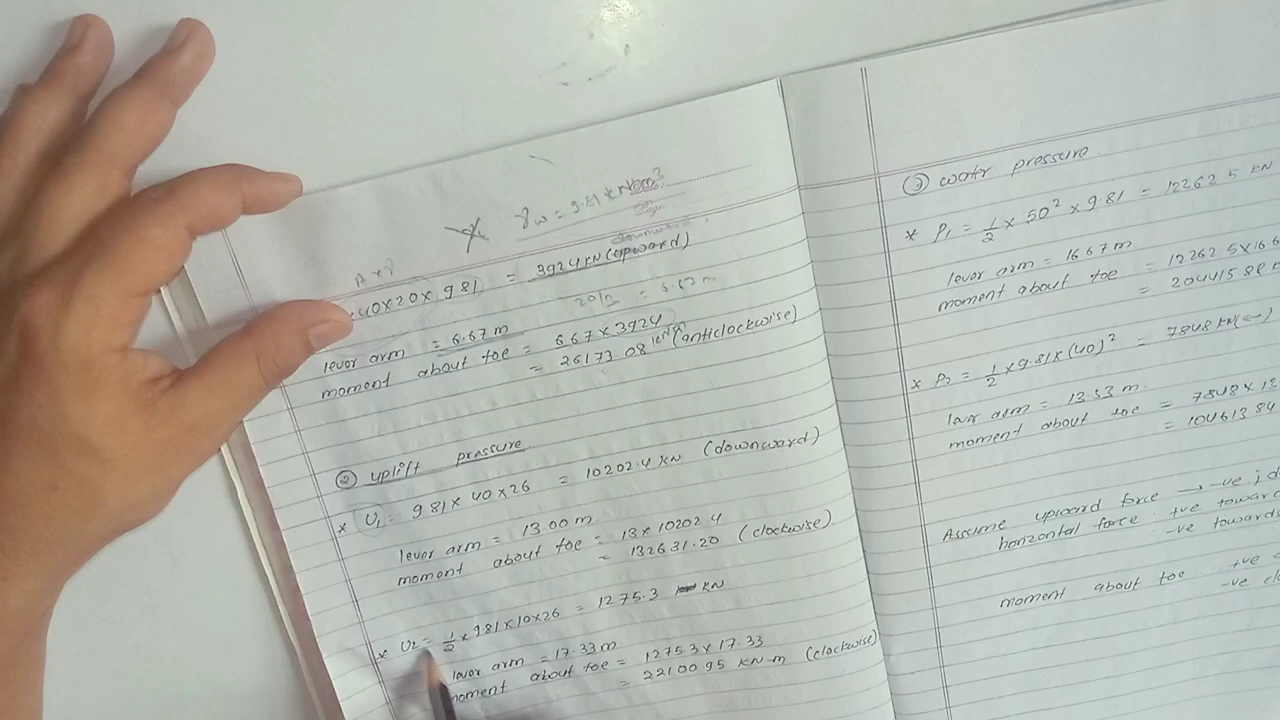 γw = 9.81 kN/m3
A x γ
x 40 x 20 x 9.81 = 3924 kN (upward)
downward
20/2 = 6.67 m
lever arm = 6.67 m
moment about toe = 6.67 x 3924
= 26173.08 kNm (anticlockwise)
② uplift pressure
* U1 = 9.81 x 40 x 26 = 10202.4 kN (downward)
lever arm = 13.00 m
moment about toe = 13 x 10202.4
= 132631.20 (clockwise)
* U2 = 1/2 x 9.81 x 10 x 26 = 1275.3 kN
lever arm = 17.33 m
moment about toe = 1275.3 x 17.33
= 22100.95 kN-m (clockwise)
③ water pressure
* P1 = 1/2 x 50² x 9.81 = 12262.5 kN
lever arm = 16.67 m
moment about toe = 12262.5 x 16.6
= 204415.88 k
* P2 = 1/2 x 9.81 x (40)² = 7848 kN (←)
lever arm = 13.33 m
moment about toe = 7848 x 13
= 104613.84
Assume upward force → -ve ; d
horizontal force +ve toward
-ve towards
moment about toe +ve
-ve cl